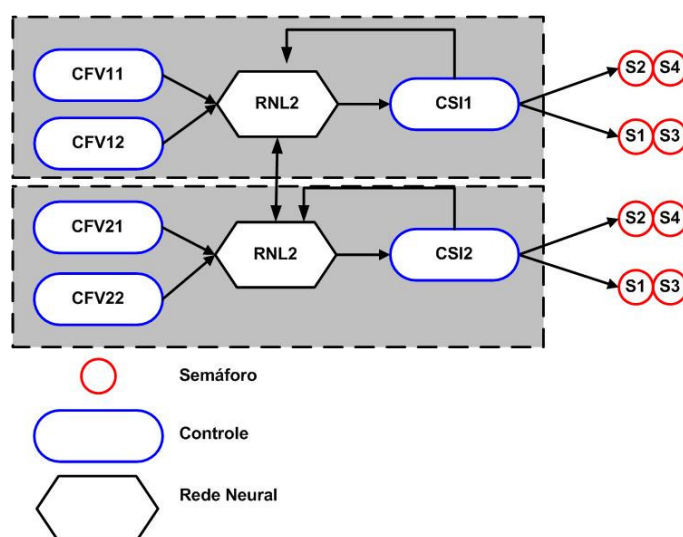 CFV11
CFV12
RNL2
CSI1
S2 S4
S1 S3
CFV21
CFV22
RNL2
CSI2
S2 S4
S1 S3
Semáforo
Controle
Rede Neural